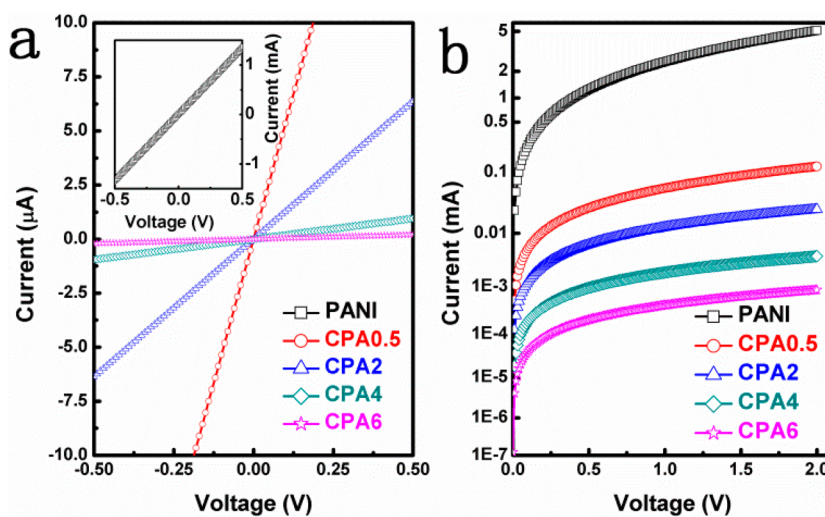 a
10.0
7.5
5.0
2.5
0.0
-2.5
-5.0
-7.5
-10.0
Current (μA)
-0.50 -0.25 0.00 0.25 0.50
Voltage (V)
1
0
-1
Current (mA)
-0.5 0.0 0.5
Voltage (V)
PANI
CPA0.5
CPA2
CPA4
CPA6
b
5
2
1
0.5
0.1
0.01
1E-3
1E-4
1E-5
1E-6
1E-7
Current (mA)
0.0 0.5 1.0 1.5 2.0
Voltage (V)
PANI
CPA0.5
CPA2
CPA4
CPA6